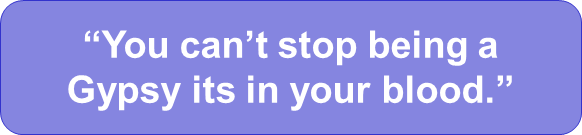 “You can’t stop being a
Gypsy its in your blood.”